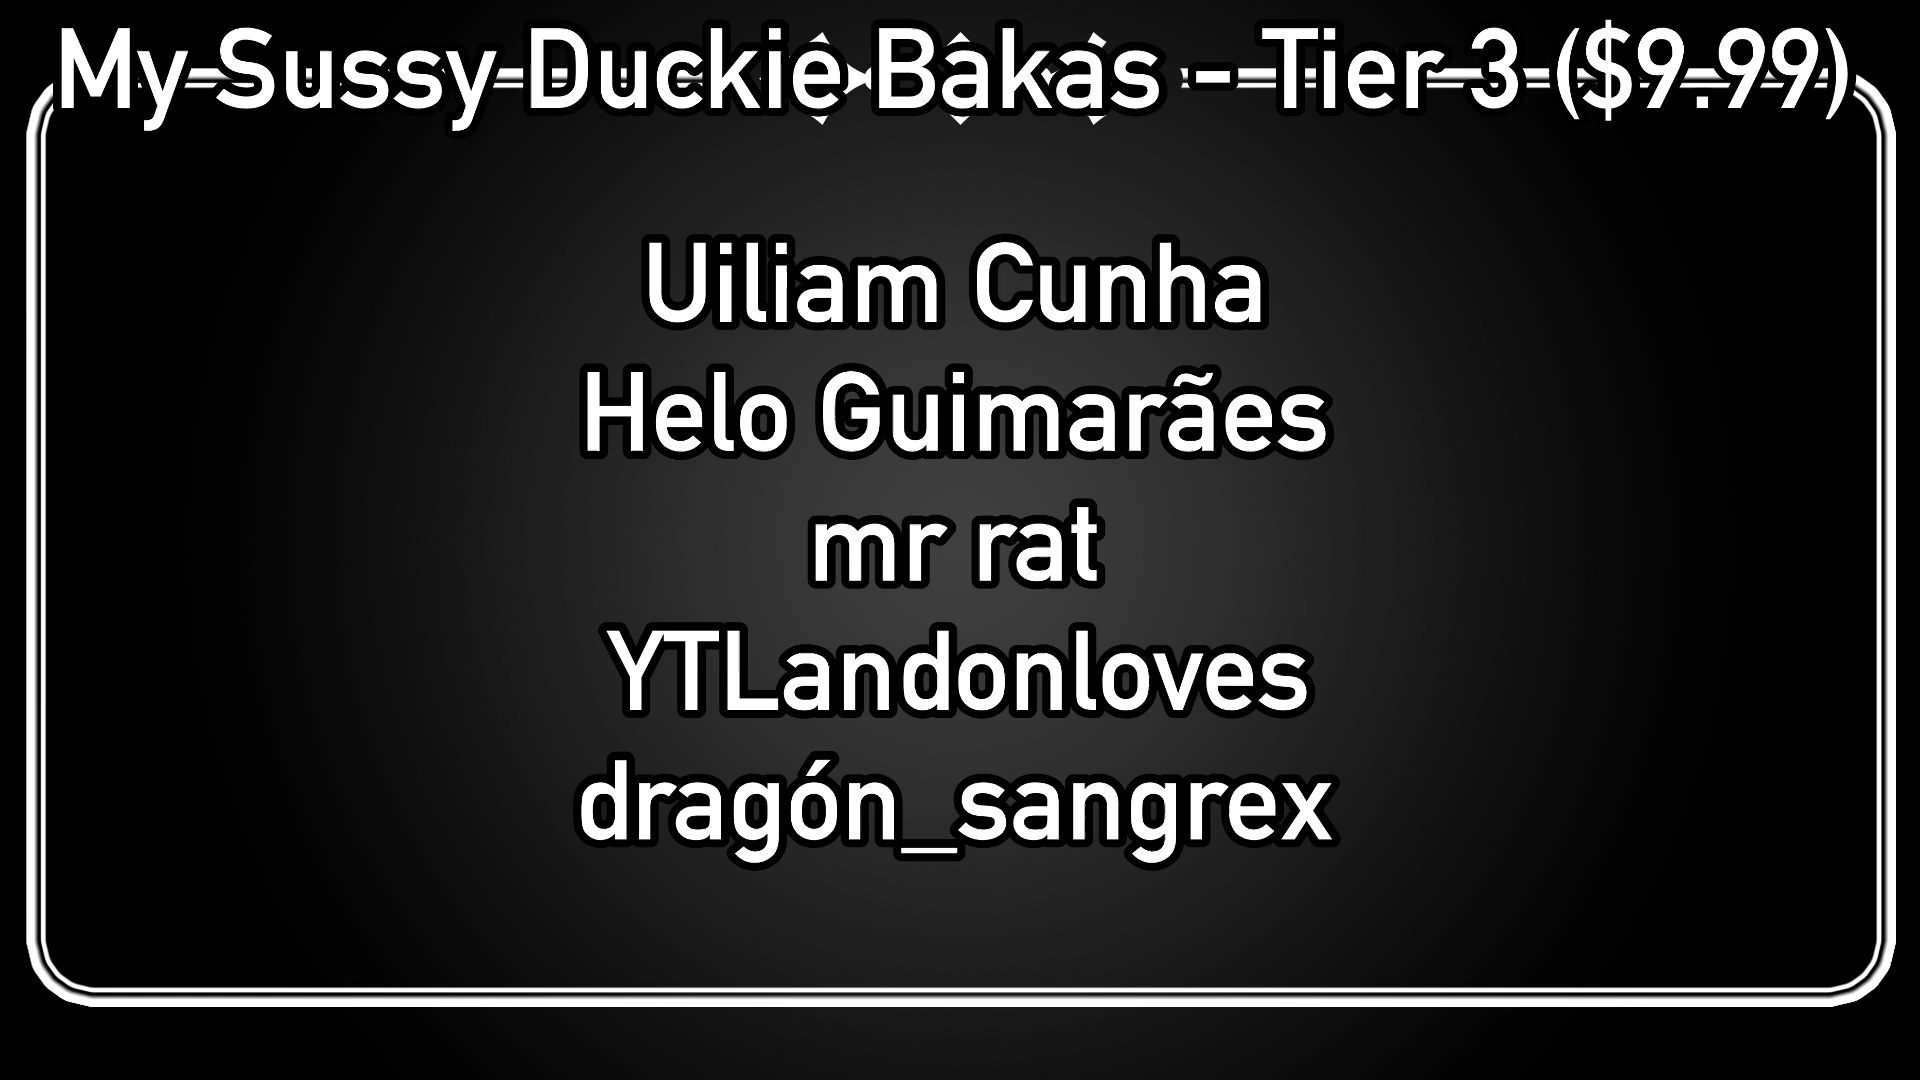 My Sussy Duckie Bakas - Tier 3 ($9.99)
Uiliam Cunha
Helo Guimarães
mr rat
YTLandonloves
dragón_sangrex